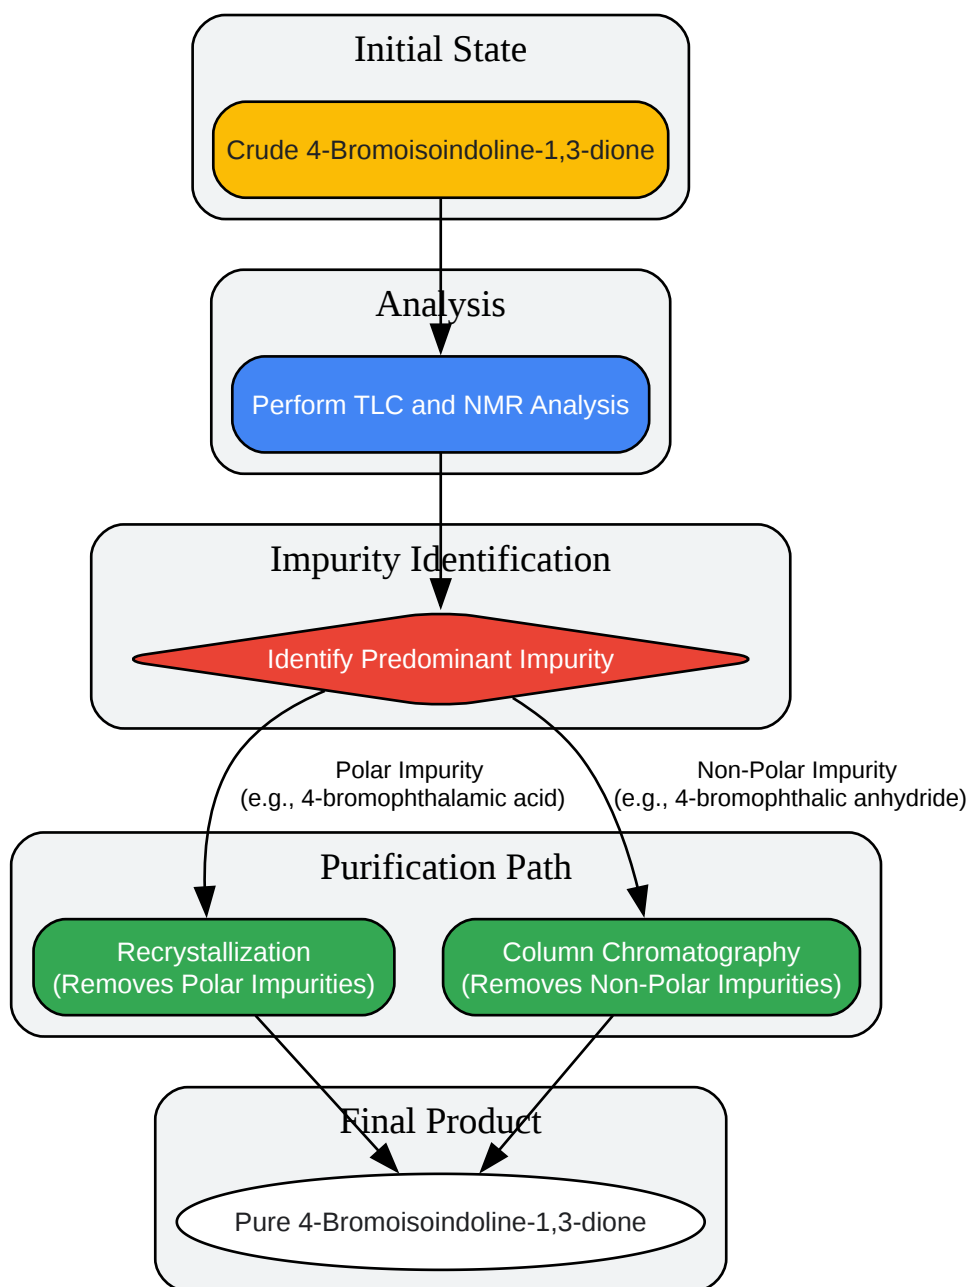 Initial State
Crude 4-Bromoisoindoline-1,3-dione
Analysis
Perform TLC and NMR Analysis
Impurity Identification
Identify Predominant Impurity
Polar Impurity
(e.g., 4-bromophthalamic acid)
Non-Polar Impurity
(e.g., 4-bromophthalic anhydride)
Purification Path
Recrystallization
(Removes Polar Impurities)
Column Chromatography
(Removes Non-Polar Impurities)
Final Product
Pure 4-Bromoisoindoline-1,3-dione